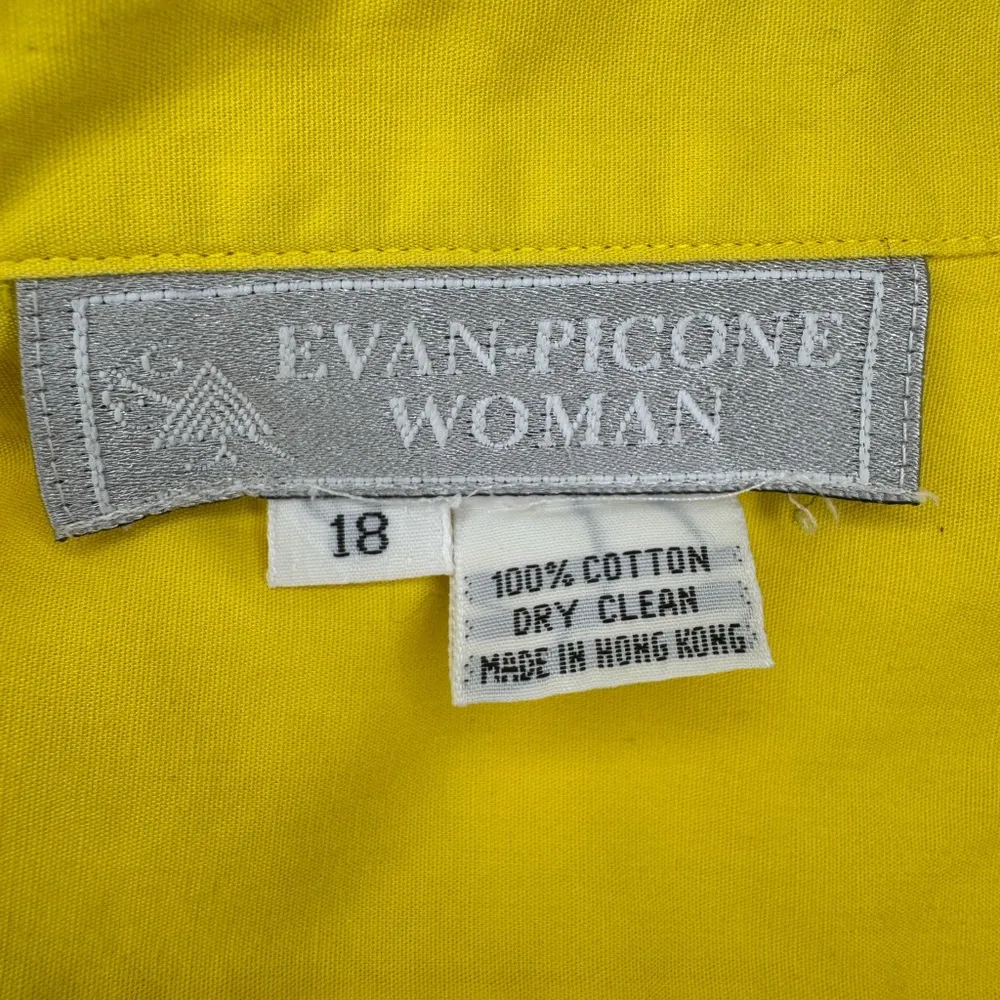 EVAN-PICONE
WOMAN
18
100% COTTON
DRY CLEAN
MADE IN HONG KONG